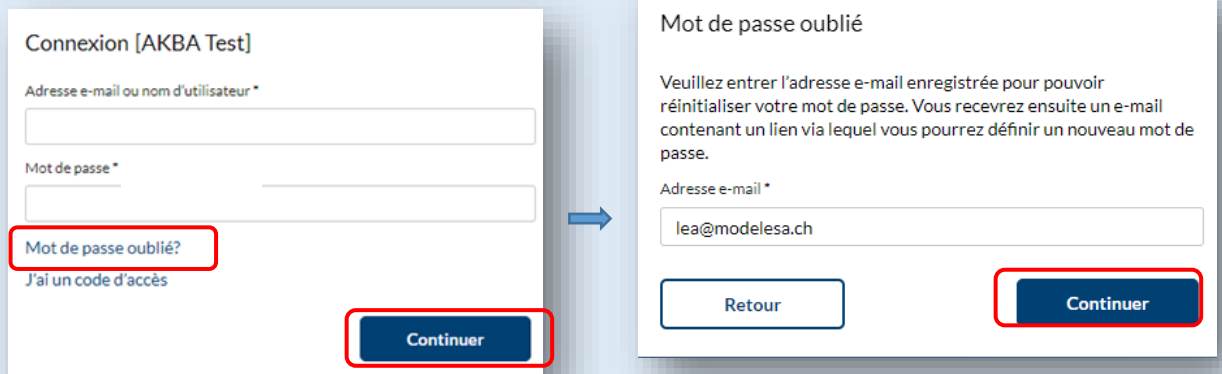 Connexion [AKBA Test]
Adresse e-mail ou nom d'utilisateur *
Mot de passe *
Mot de passe oublié?
J'ai un code d'accès
Continuer
Mot de passe oublié
Veuillez entrer l'adresse e-mail enregistrée pour pouvoir
réinitialiser votre mot de passe. Vous recevrez ensuite un e-mail
contenant un lien via lequel vous pourrez définir un nouveau mot de
passe.
Adresse e-mail *
lea@modelesa.ch
Retour
Continuer